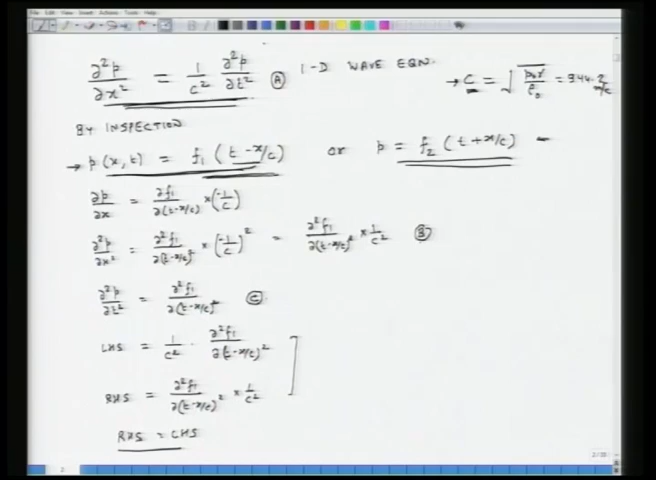 ∂²p/∂x² = 1/c² ∂²p/∂t² Ⓐ 1-D WAVE EQN.
→ c = √(p₀γ/ρ₀) = 344.2 m/s
BY INSPECTION
→ p(x,t) = f₁(t-x/c) or p = f₂(t+x/c)
∂p/∂x = ∂f₁/∂(t-x/c) × (-1/c)
∂²p/∂x² = ∂²f₁/∂(t-x/c)² × (-1/c)² = ∂²f₁/∂(t-x/c)² × 1/c² Ⓑ
∂²p/∂t² = ∂²f₁/∂(t-x/c)² Ⓒ
LHS = 1/c² · ∂²f₁/∂(t-x/c)²
RHS = ∂²f₁/∂(t-x/c)² × 1/c²
RHS = LHS
2